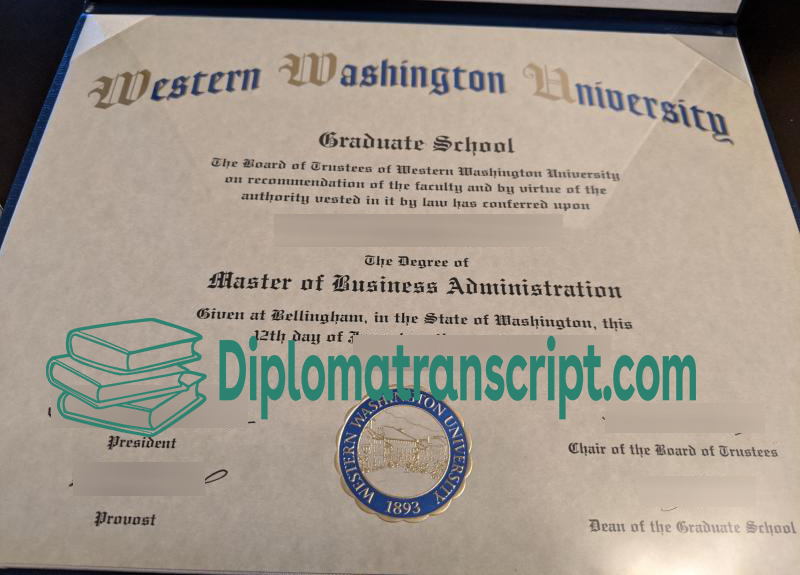 Western Washington University
Graduate School
The Board of Trustees of Western Washington University
on recommendation of the faculty and by virtue of the
authority vested in it by law has conferred upon
The Degree of
Master of Business Administration
Given at Bellingham, in the State of Washington, this
12th day of
Diplomatranscript.com
WESTERN WASHINGTON UNIVERSITY
1893
President
Chair of the Board of Trustees
Provost
Dean of the Graduate School